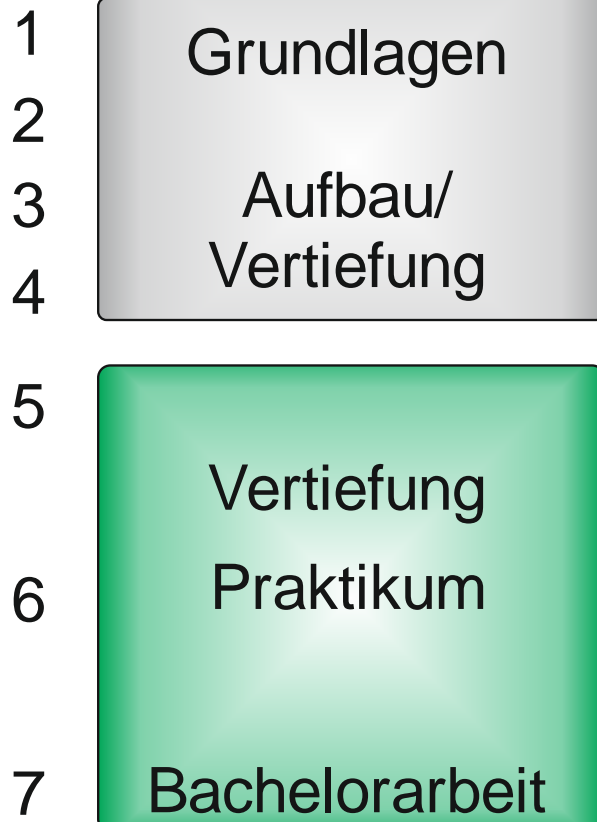 1 Grundlagen
2
3 Aufbau/
4 Vertiefung
5
Vertiefung
6 Praktikum
7 Bachelorarbeit